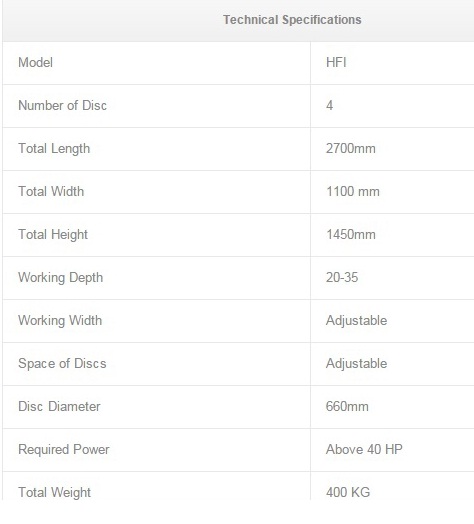 Technical Specifications
Model HFI
Number of Disc 4
Total Length 2700mm
Total Width 1100 mm
Total Height 1450mm
Working Depth 20-35
Working Width Adjustable
Space of Discs Adjustable
Disc Diameter 660mm
Required Power Above 40 HP
Total Weight 400 KG